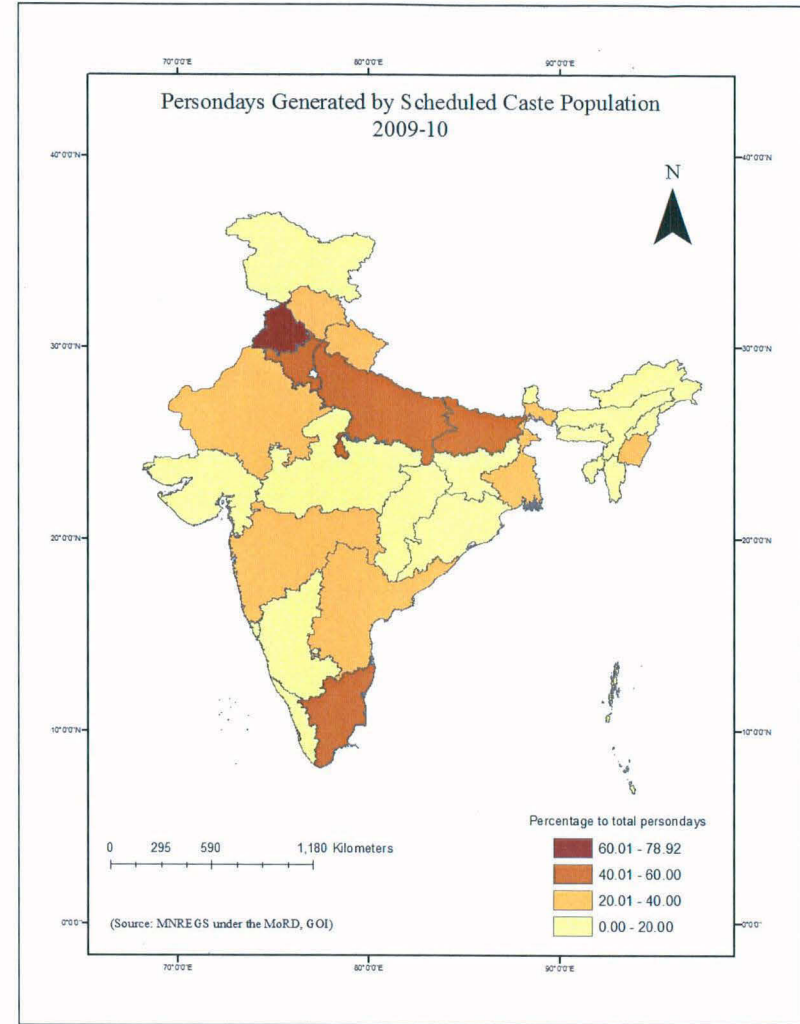 70°0'0"E 80°0'0"E 90°0'0"E
Persondays Generated by Scheduled Caste Population
2009-10
40°0'0"N 40°0'0"N
N
30°0'0"N 30°0'0"N
20°0'0"N 20°0'0"N
10°0'0"N 10°0'0"N
Percentage to total persondays
0 295 590 1,180 Kilometers
60.01 - 78.92
40.01 - 60.00
20.01 - 40.00
(Source: MNREGS under the MoRD, GOI)
0.00 - 20.00
0°0'0" 0°0'0"
70°0'0"E 80°0'0"E 90°0'0"E